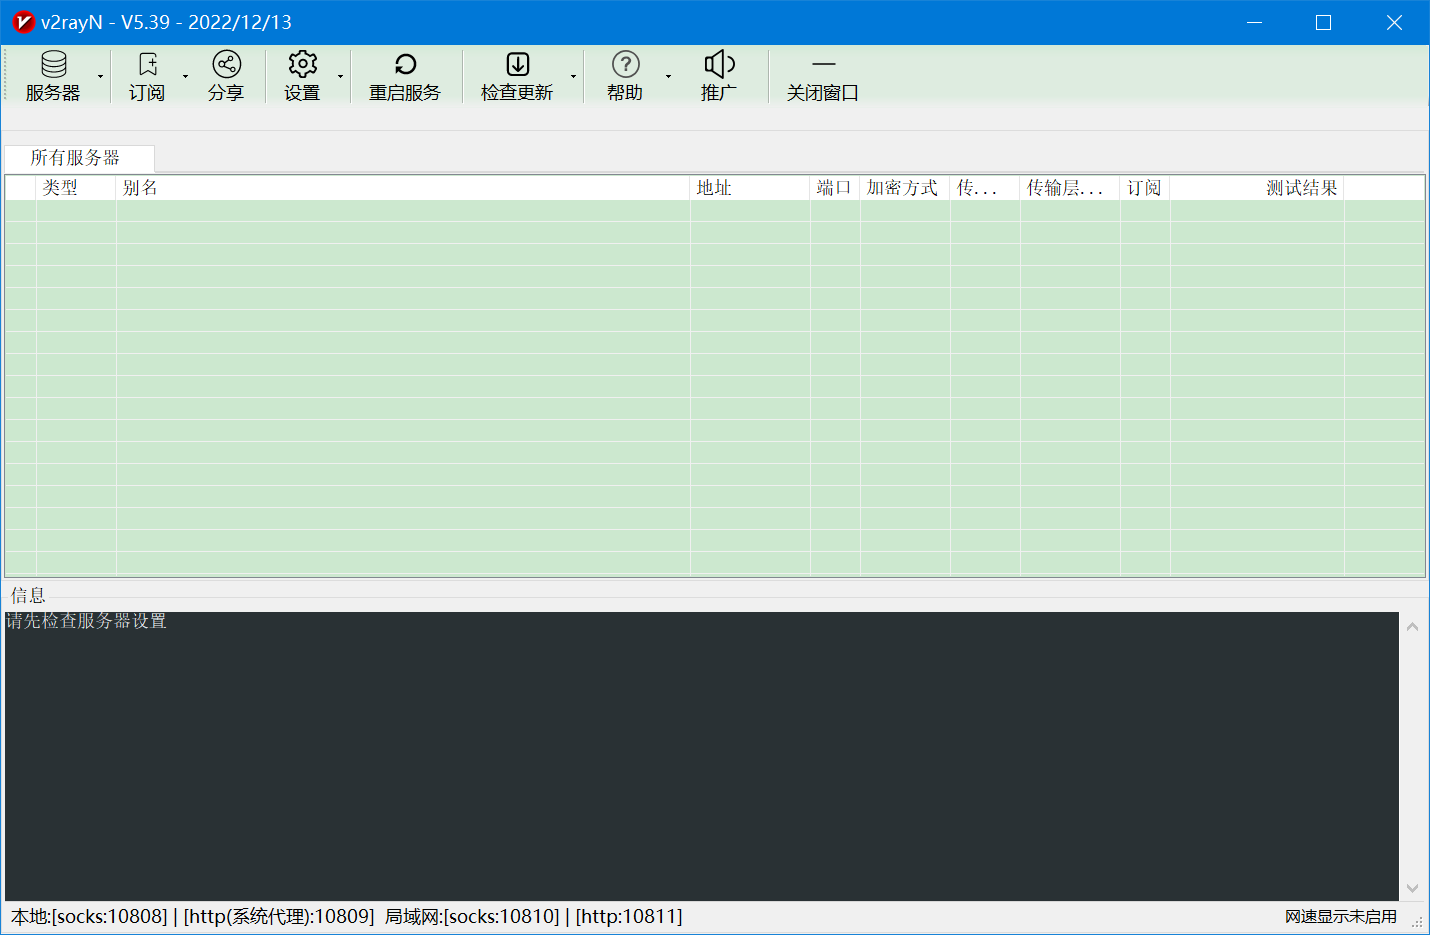 v2rayN - V5.39 - 2022/12/13
服务器 订阅 分享 设置 重启服务 检查更新 帮助 推广 关闭窗口
所有服务器
类型 别名 地址 端口 加密方式 传... 传输层... 订阅 测试结果
信息
请先检查服务器设置
本地:[socks:10808] | [http(系统代理):10809] 局域网:[socks:10810] | [http:10811] 网速显示未启用